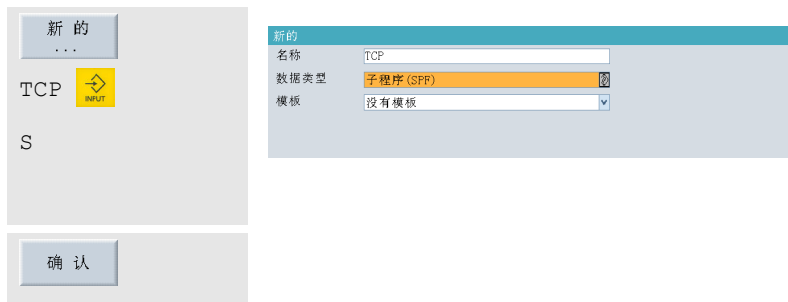 新的
...
TCP
INPUT
S
确认
新的
名称 TCP
数据类型 子程序(SPF)
模板 没有模板